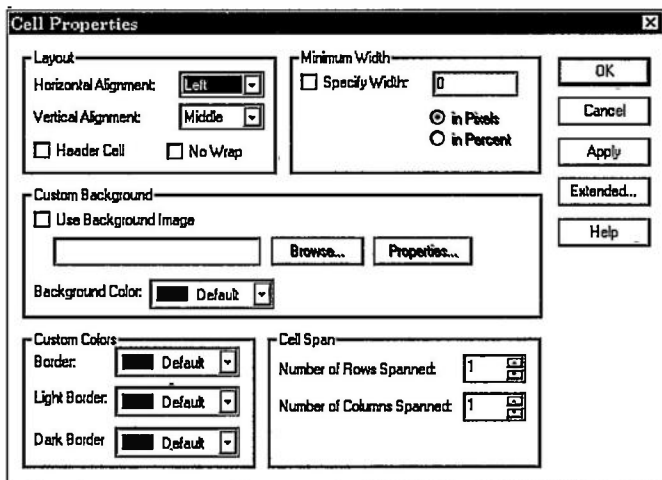 Cell Properties
Layout
Horizontal Alignment: Left
Vertical Alignment: Middle
Header Cell No Wrap
Minimum Width
Specify Width: 0
in Pixels
in Percent
OK
Cancel
Apply
Extended...
Help
Custom Background
Use Background Image
Browse... Properties...
Background Color: Default
Custom Colors
Border: Default
Light Border: Default
Dark Border Default
Cell Span
Number of Rows Spanned: 1
Number of Columns Spanned: 1